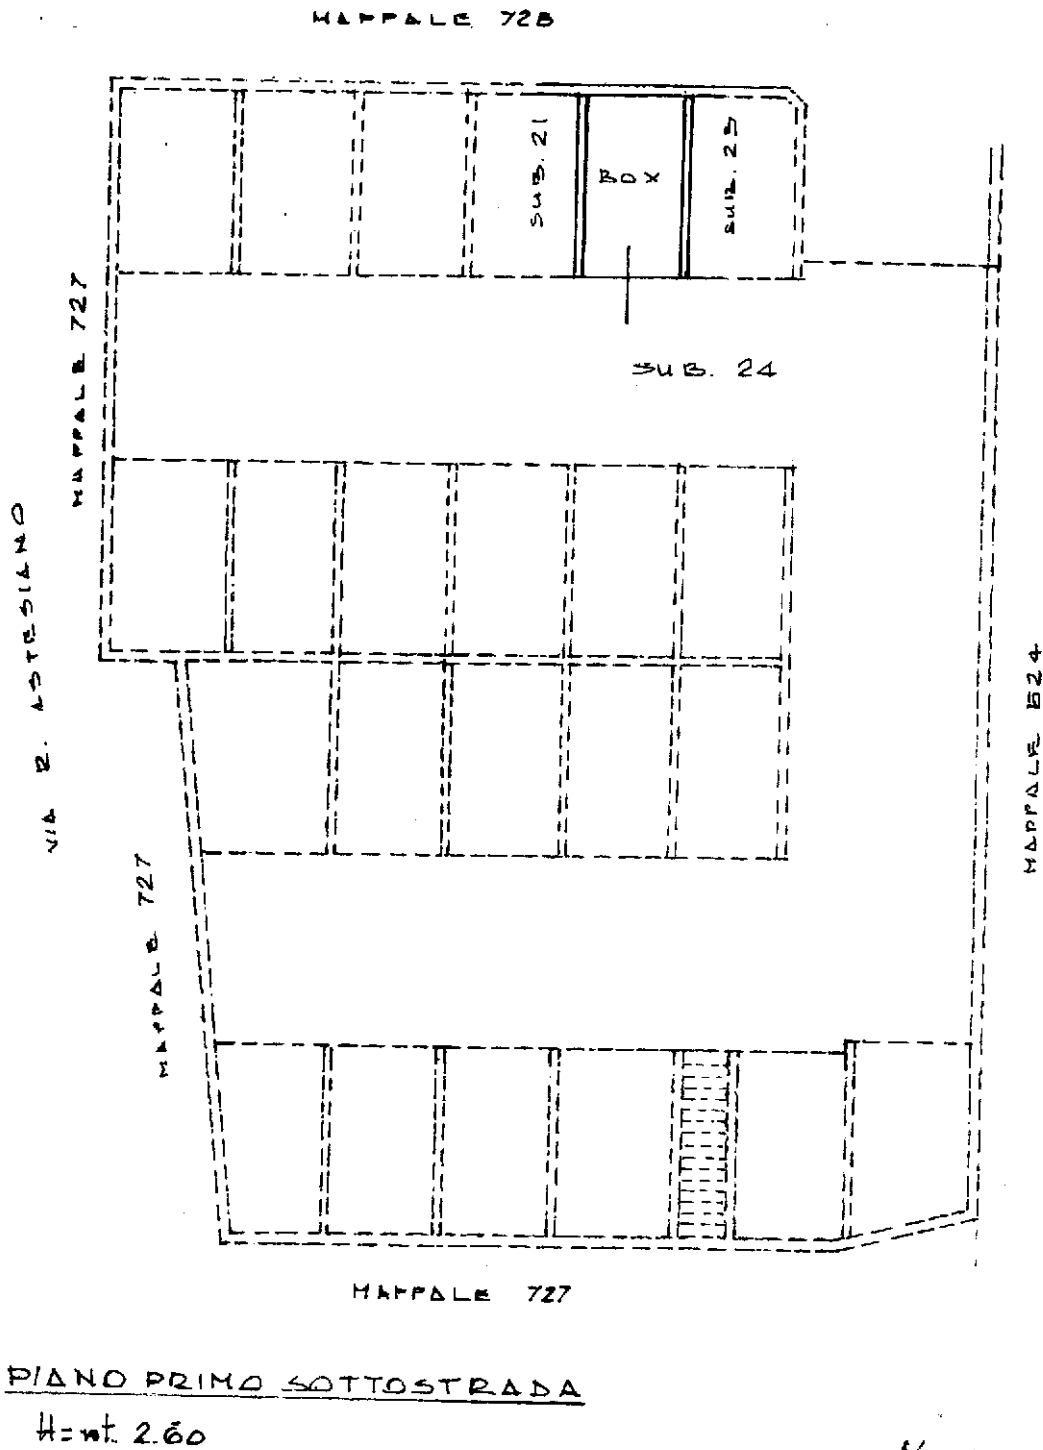 MAPPALE 728
SUB. 21
BOX
SUB. 23
MAPPALE 727
SUB. 24
VIA R. ASTESIANO
MAPPALE 524
MAPPALE 727
MAPPALE 727
PIANO PRIMO SOTTOSTRADA
H=mt. 2.60